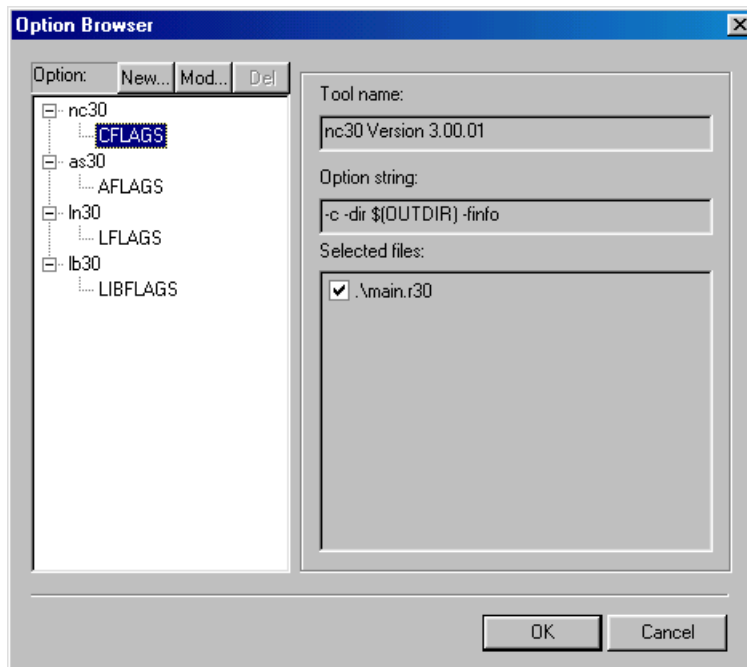 Option Browser
Option: New... Mod... Del
nc30
CFLAGS
as30
AFLAGS
ln30
LFLAGS
lb30
LIBFLAGS
Tool name:
nc30 Version 3.00.01
Option string:
-c -dir $(OUTDIR) -finfo
Selected files:
.\main.r30
OK Cancel